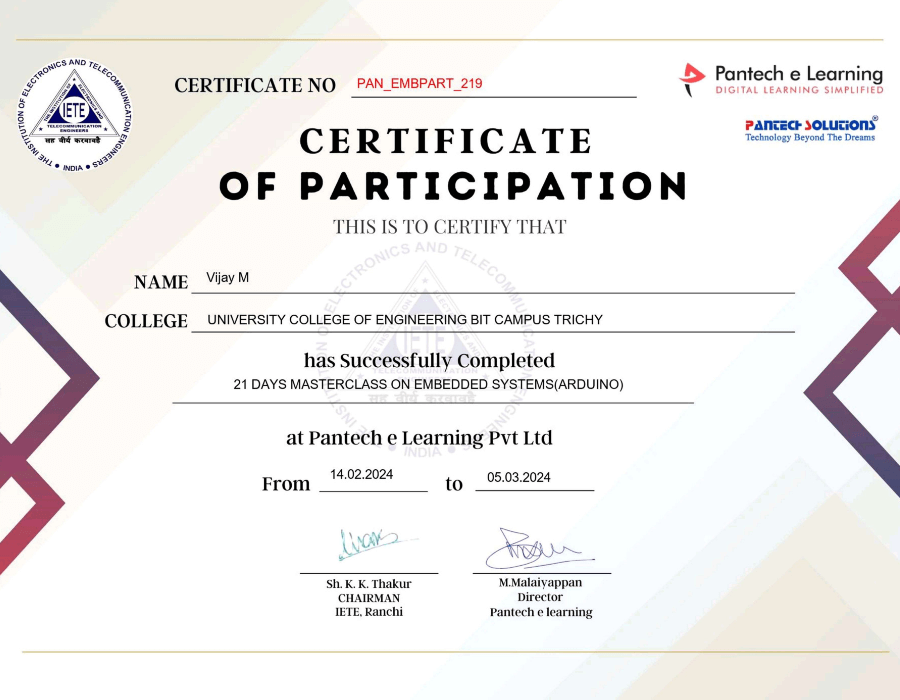 THE INSTITUTION OF ELECTRONICS AND TELECOMMUNICATION ENGINEERS
• INDIA •
IETE
TELECOMMUNICATION
ENGINEERS
CERTIFICATE NO PAN_EMBPART_219
Pantech e Learning
DIGITAL LEARNING SIMPLIFIED
PANTECH SOLUTIONS®
Technology Beyond The Dreams
CERTIFICATE
OF PARTICIPATION
THIS IS TO CERTIFY THAT
NAME Vijay M
COLLEGE UNIVERSITY COLLEGE OF ENGINEERING BIT CAMPUS TRICHY
has Successfully Completed
21 DAYS MASTERCLASS ON EMBEDDED SYSTEMS(ARDUINO)
at Pantech e Learning Pvt Ltd
From 14.02.2024 to 05.03.2024
Sh. K. K. Thakur
CHAIRMAN
IETE, Ranchi
M.Malaiyappan
Director
Pantech e learning